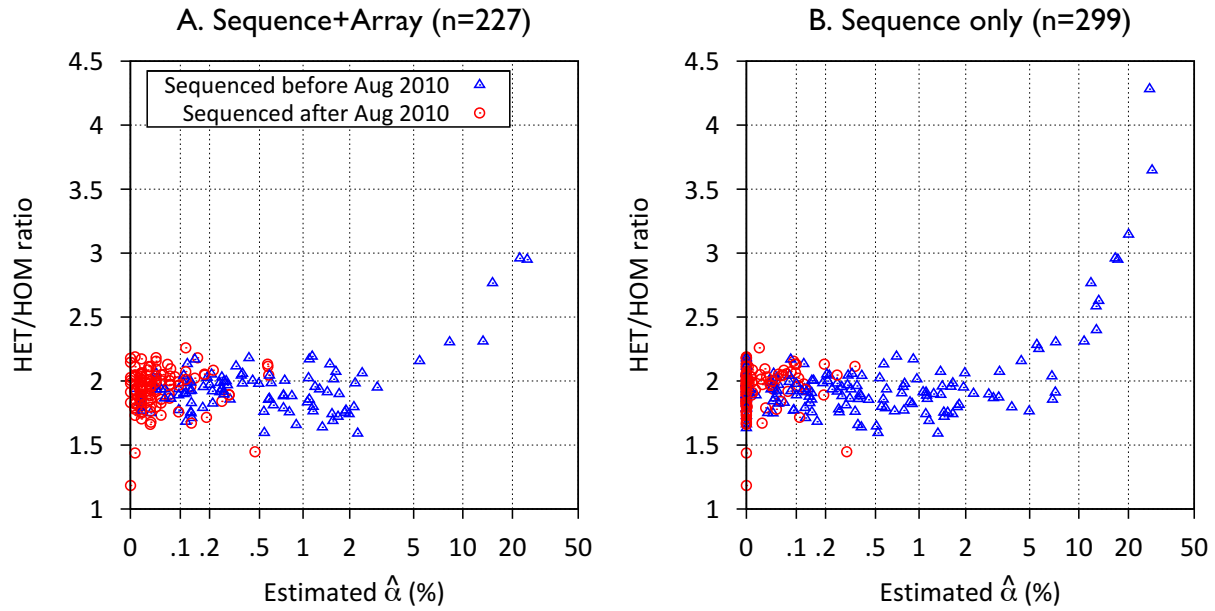 A. Sequence+Array (n=227)
4.5
4
3.5
3
2.5
2
1.5
1
HET/HOM ratio
Sequenced before Aug 2010
Sequenced after Aug 2010
0 .1 .2 .5 1 2 5 10 20 50
Estimated α̂ (%)
B. Sequence only (n=299)
4.5
4
3.5
3
2.5
2
1.5
1
HET/HOM ratio
0 .1 .2 .5 1 2 5 10 20 50
Estimated α̂ (%)